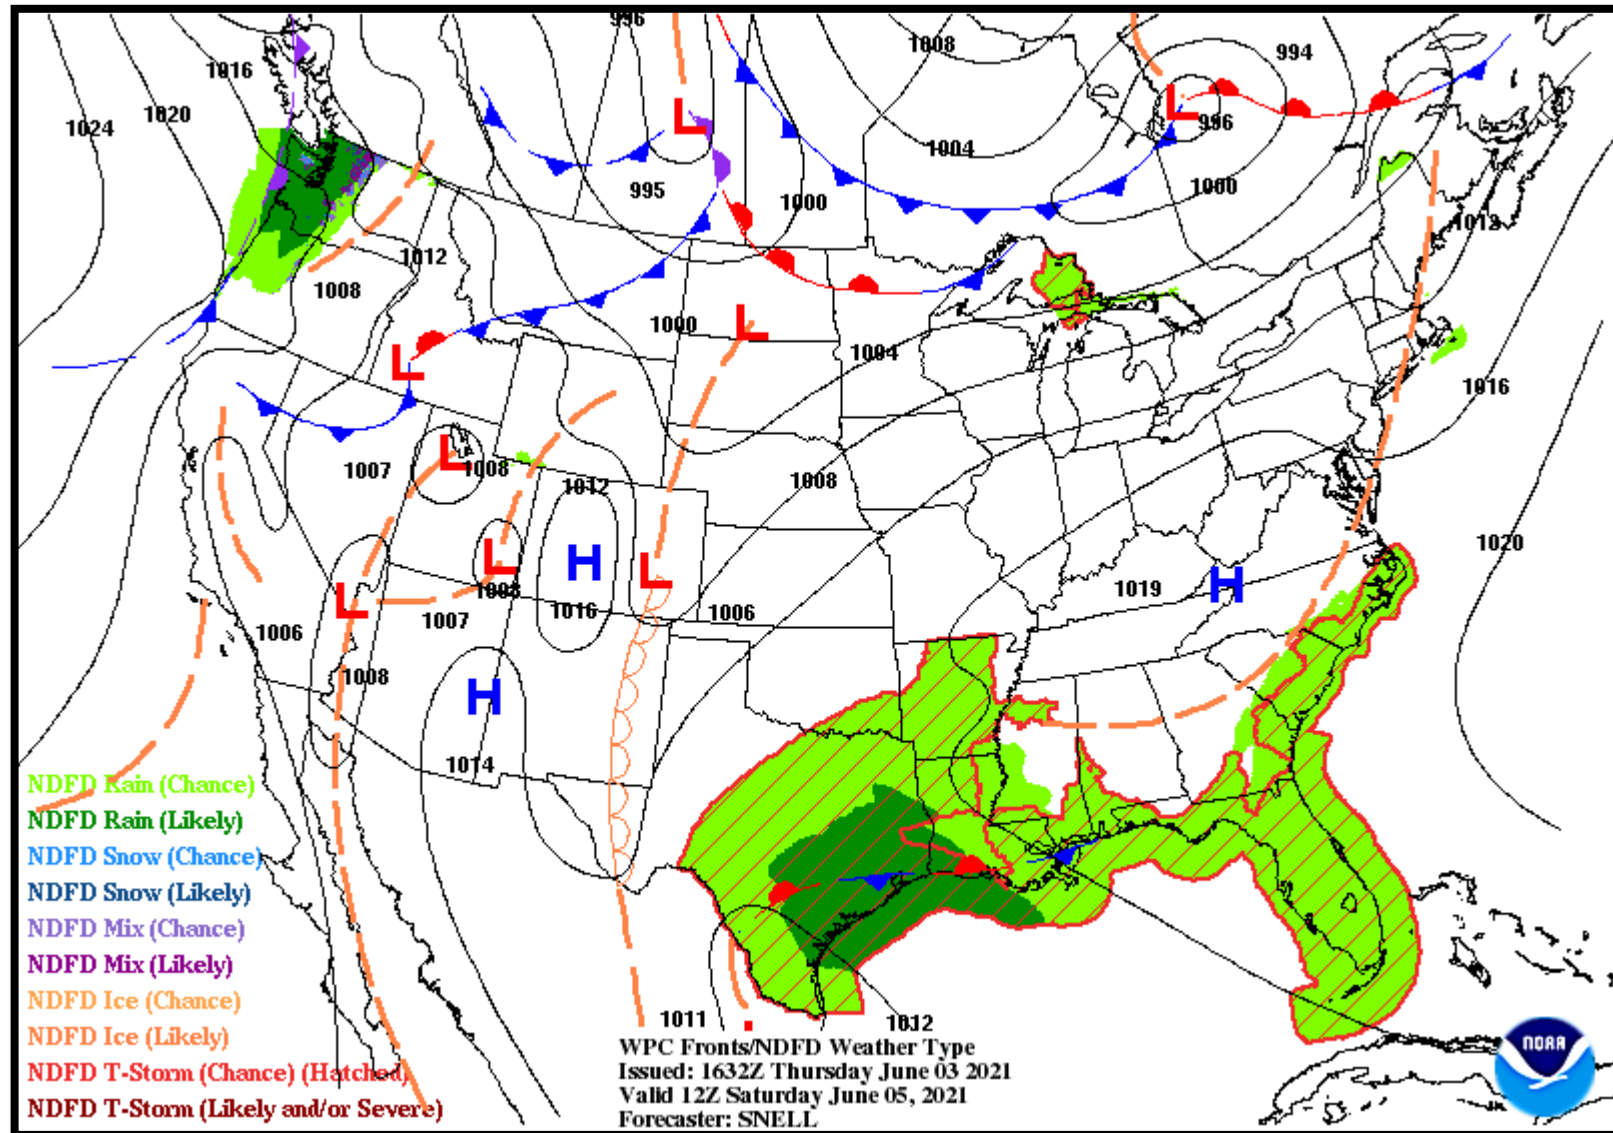 996
1008
994
1016
1020
1024
996
1004
995
1000
1000
1012
1012
1008
1000
1004
1016
1007
1008
1012
1008
1020
1008
1016
1019
1007
1006
1006
1008
1014
1011
1012
L
L
L
L
L
L
L
L
H
H
H
NDFD Rain (Chance)
NDFD Rain (Likely)
NDFD Snow (Chance)
NDFD Snow (Likely)
NDFD Mix (Chance)
NDFD Mix (Likely)
NDFD Ice (Chance)
NDFD Ice (Likely)
NDFD T-Storm (Chance) (Hatched)
NDFD T-Storm (Likely and/or Severe)
WPC Fronts/NDFD Weather Type
Issued: 1632Z Thursday June 03 2021
Valid 12Z Saturday June 05, 2021
Forecaster: SNELL
NOAA